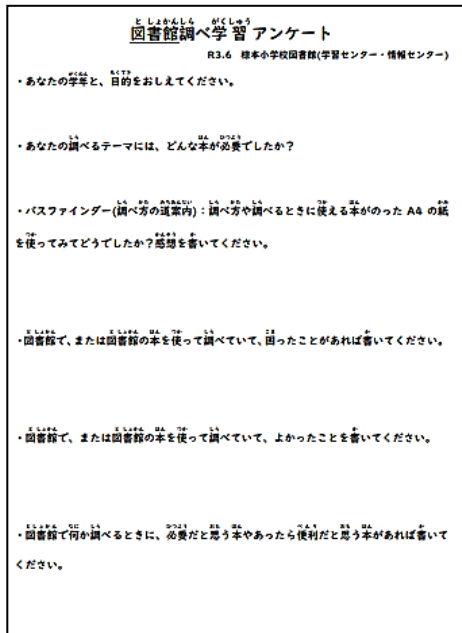 図書館調べ学習アンケート
R3.6 椋本小学校図書館(学習センター・情報センター)
・あなたの学年と、目的をおしえてください。
・あなたの調べるテーマには、どんな本が必要でしたか？
・パスファインダー(調べ方の道案内)：調べ方や調べるときに使える本がのった A4 の紙
を使ってみてどうでしたか？感想を書いてください。
・図書館で、または図書館の本を使って調べていて、困ったことがあれば書いてください。
・図書館で、または図書館の本を使って調べていて、よかったことを書いてください。
・図書館で何か調べるときに、必要だと思う本やあったら便利だと思う本があれば書いて
ください。